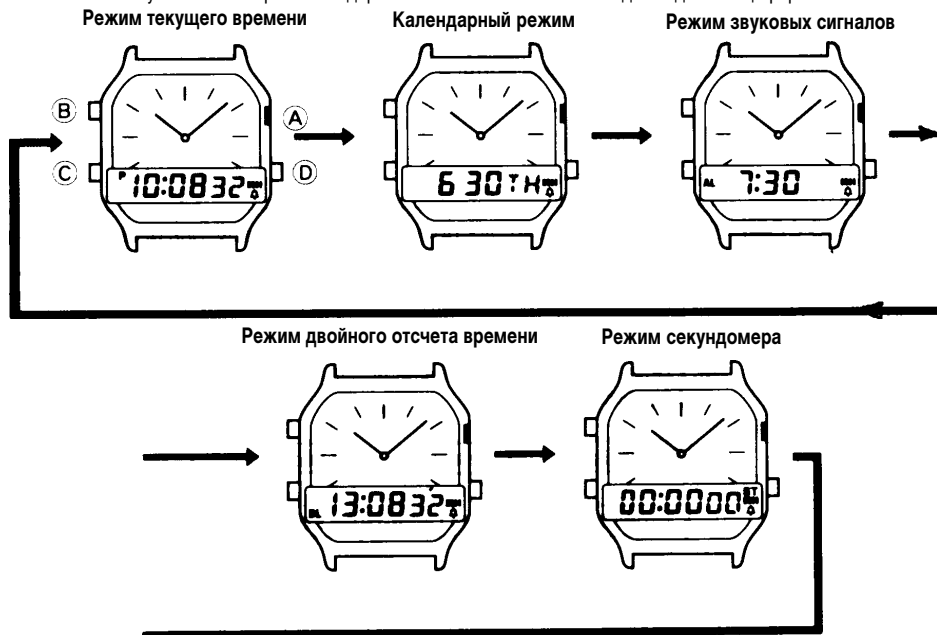 Режим текущего времени
Календарный режим
Режим звуковых сигналов
B
A
C
D
P 10:08 32
6 30 TH
AL 7:30
Режим двойного отсчета времени
Режим секундомера
DL 13:08 32
00:00 00 ST